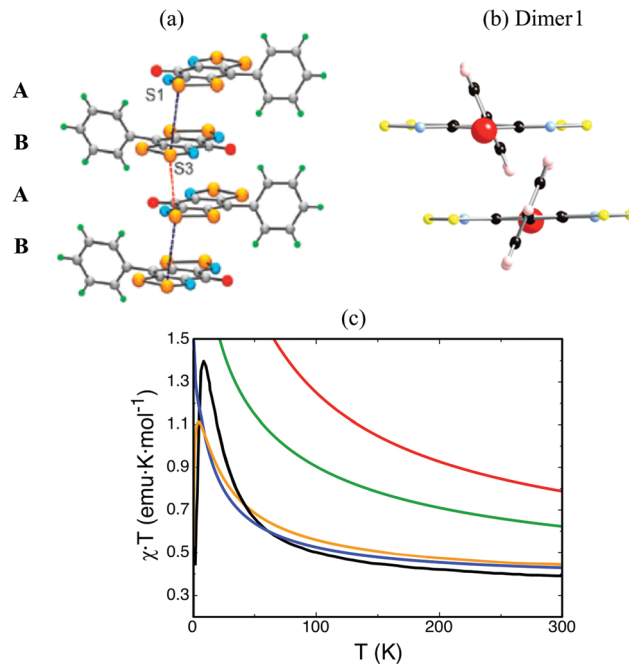 (a)
(b) Dimer1
A
S1
B
S3
A
B
(c)
χ·T (emu·K·mol⁻¹)
1.5
1.3
1.1
0.9
0.7
0.5
0.3
0
100
200
300
T (K)